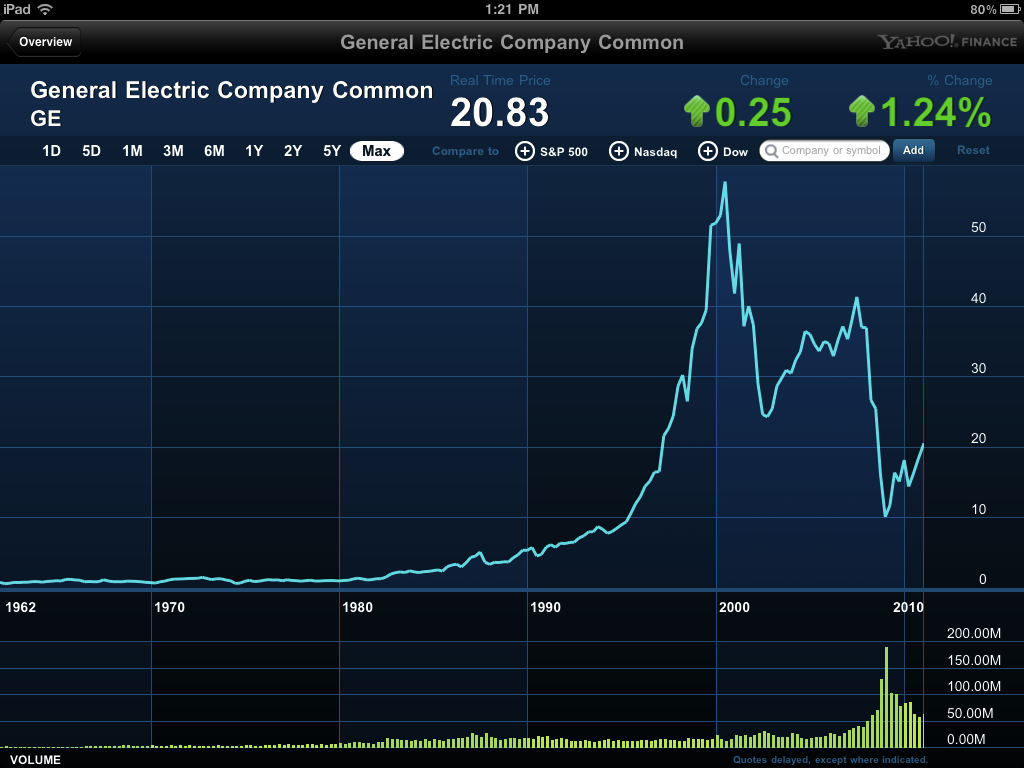 iPad 1:21 PM 80%
Overview General Electric Company Common YAHOO! FINANCE
General Electric Company Common
GE
Real Time Price
20.83
Change
0.25
% Change
1.24%
1D 5D 1M 3M 6M 1Y 2Y 5Y Max Compare to S&P 500 Nasdaq Dow Company or symbol Add Reset
50
40
30
20
10
0
1962 1970 1980 1990 2000 2010
200.00M
150.00M
100.00M
50.00M
0.00M
VOLUME Quotes delayed, except where indicated.